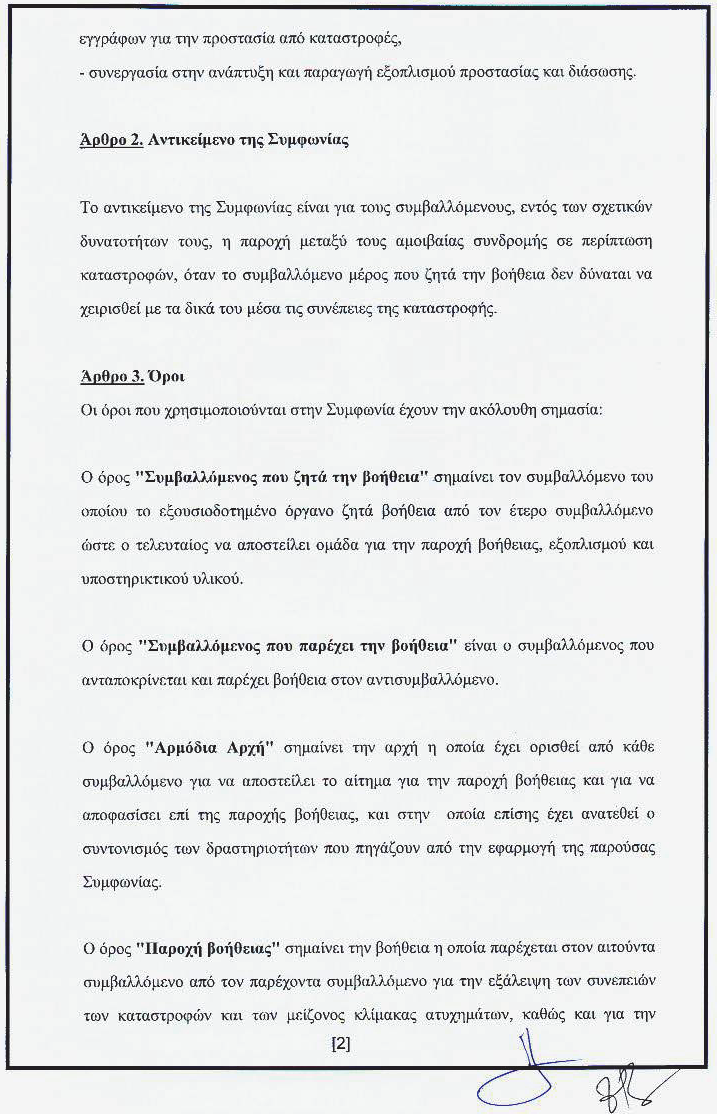 εγγράφων για την προστασία από καταστροφές,
- συνεργασία στην ανάπτυξη και παραγωγή εξοπλισμού προστασίας και διάσωσης.
Άρθρο 2. Αντικείμενο της Συμφωνίας
Το αντικείμενο της Συμφωνίας είναι για τους συμβαλλόμενους, εντός των σχετικών
δυνατοτήτων τους, η παροχή μεταξύ τους αμοιβαίας συνδρομής σε περίπτωση
καταστροφών, όταν το συμβαλλόμενο μέρος που ζητά την βοήθεια δεν δύναται να
χειρισθεί με τα δικά του μέσα τις συνέπειες της καταστροφής.
Άρθρο 3. Όροι
Οι όροι που χρησιμοποιούνται στην Συμφωνία έχουν την ακόλουθη σημασία:
Ο όρος "Συμβαλλόμενος που ζητά την βοήθεια" σημαίνει τον συμβαλλόμενο του
οποίου το εξουσιοδοτημένο όργανο ζητά βοήθεια από τον έτερο συμβαλλόμενο
ώστε ο τελευταίος να αποστείλει ομάδα για την παροχή βοήθειας, εξοπλισμού και
υποστηρικτικού υλικού.
Ο όρος "Συμβαλλόμενος που παρέχει την βοήθεια" είναι ο συμβαλλόμενος που
ανταποκρίνεται και παρέχει βοήθεια στον αντισυμβαλλόμενο.
Ο όρος "Αρμόδια Αρχή" σημαίνει την αρχή η οποία έχει ορισθεί από κάθε
συμβαλλόμενο για να αποστείλει το αίτημα για την παροχή βοήθειας και για να
αποφασίσει επί της παροχής βοήθειας, και στην οποία επίσης έχει ανατεθεί ο
συντονισμός των δραστηριοτήτων που πηγάζουν από την εφαρμογή της παρούσας
Συμφωνίας.
Ο όρος "Παροχή βοήθειας" σημαίνει την βοήθεια η οποία παρέχεται στον αιτούντα
συμβαλλόμενο από τον παρέχοντα συμβαλλόμενο για την εξάλειψη των συνεπειών
των καταστροφών και των μείζονος κλίμακας ατυχημάτων, καθώς και για την
[2]